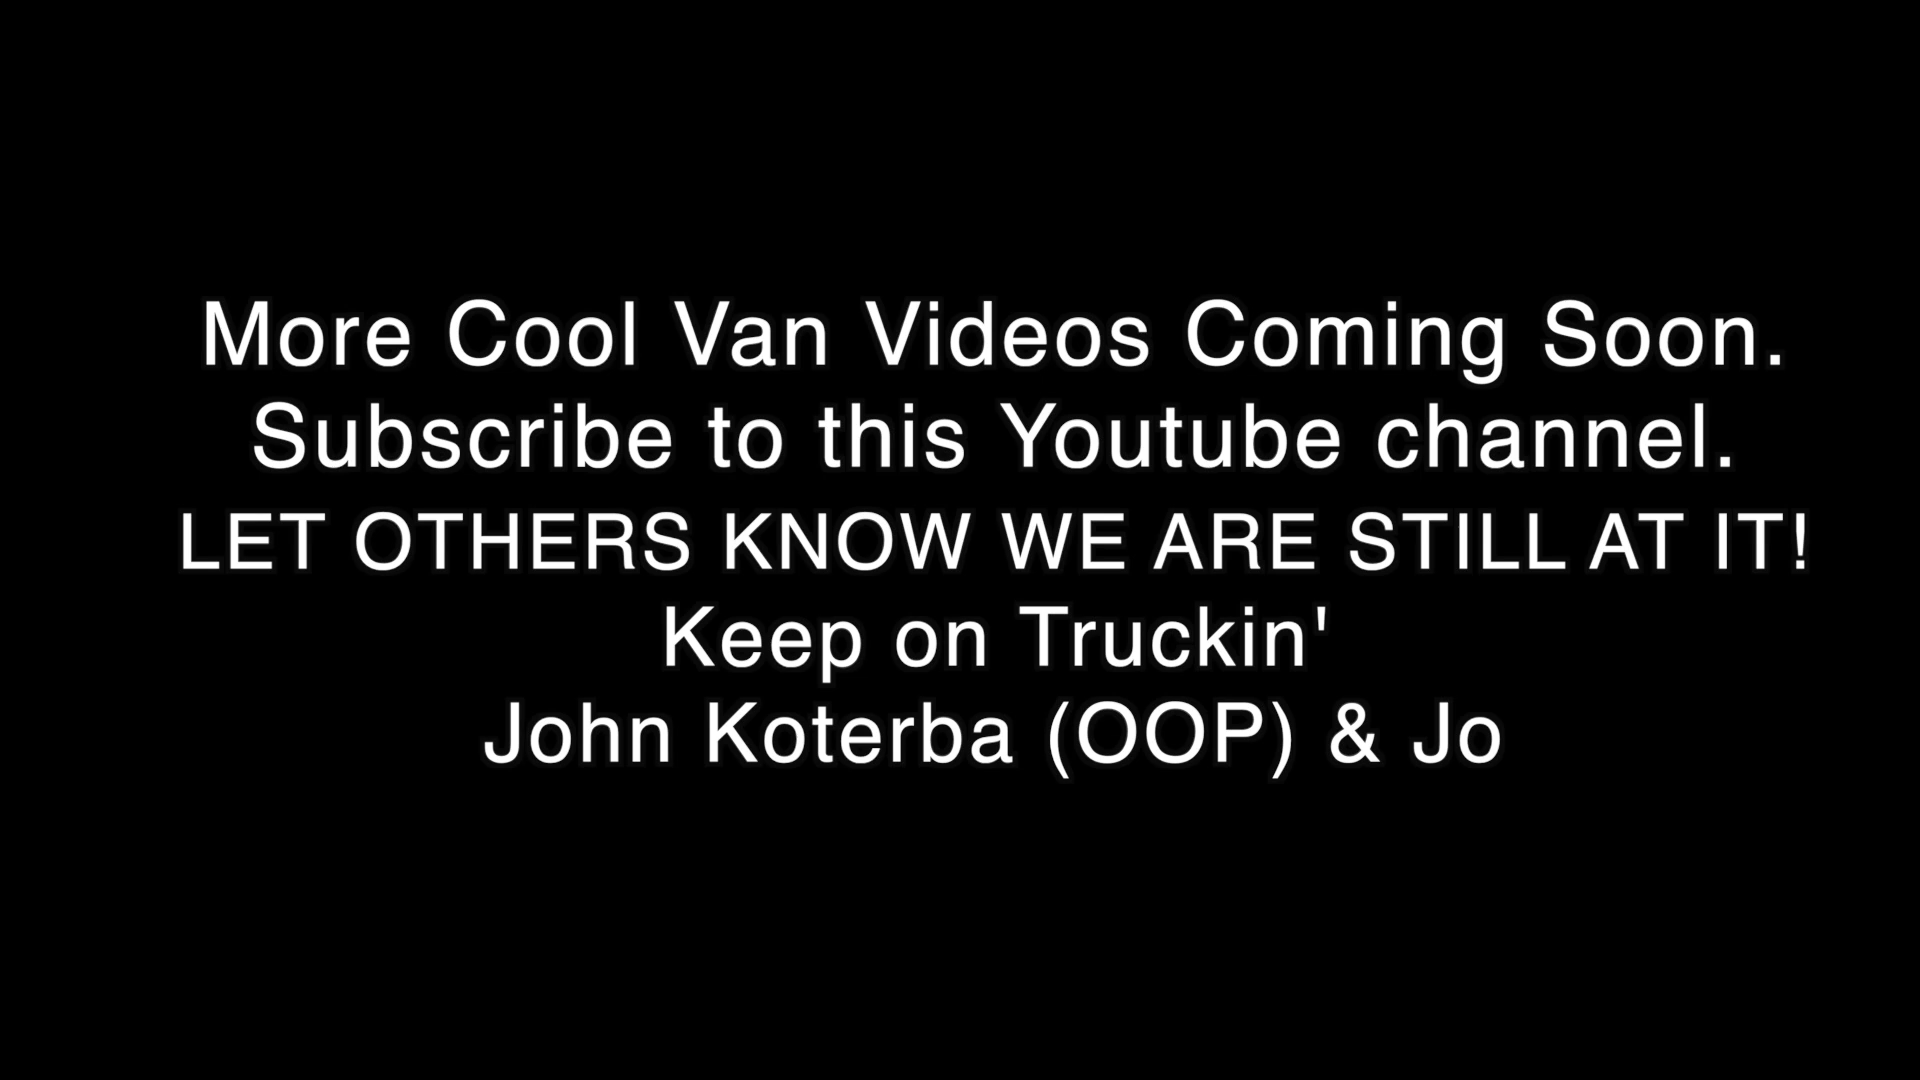 More Cool Van Videos Coming Soon.
Subscribe to this Youtube channel.
LET OTHERS KNOW WE ARE STILL AT IT!
Keep on Truckin'
John Koterba (OOP) & Jo